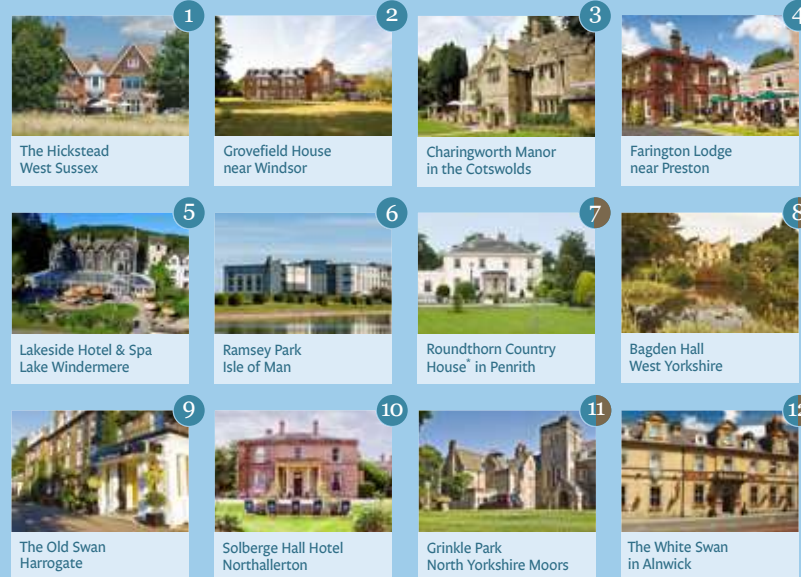 1
The Hickstead
West Sussex
2
Grovefield House
near Windsor
3
Charingworth Manor
in the Cotswolds
4
Farington Lodge
near Preston
5
Lakeside Hotel & Spa
Lake Windermere
6
Ramsey Park
Isle of Man
7
Roundthorn Country
House* in Penrith
8
Bagden Hall
West Yorkshire
9
The Old Swan
Harrogate
10
Solberge Hall Hotel
Northallerton
11
Grinkle Park
North Yorkshire Moors
12
The White Swan
in Alnwick